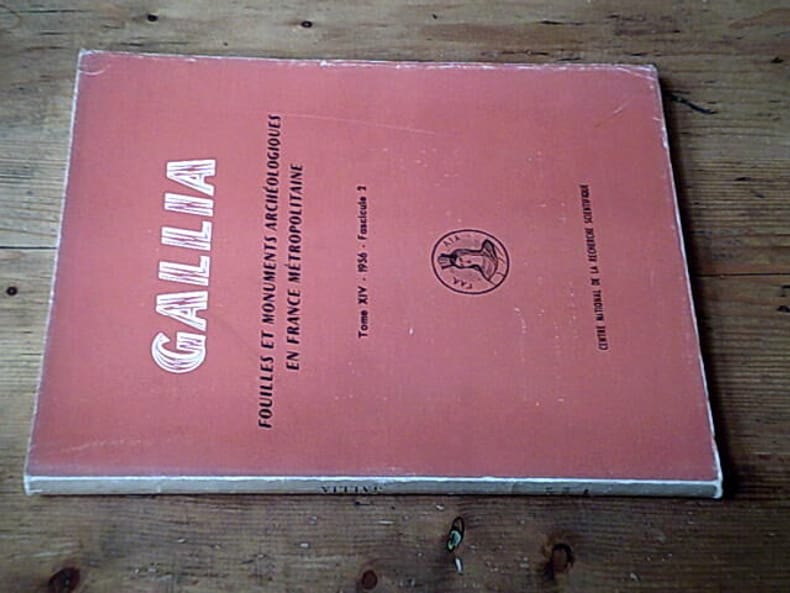 GALLIA
FOUILLES ET MONUMENTS ARCHÉOLOGIQUES
EN FRANCE MÉTROPOLITAINE
Tome XIV - 1956 - Fascicule 2
CENTRE NATIONAL DE LA RECHERCHE SCIENTIFIQUE
GALLIA